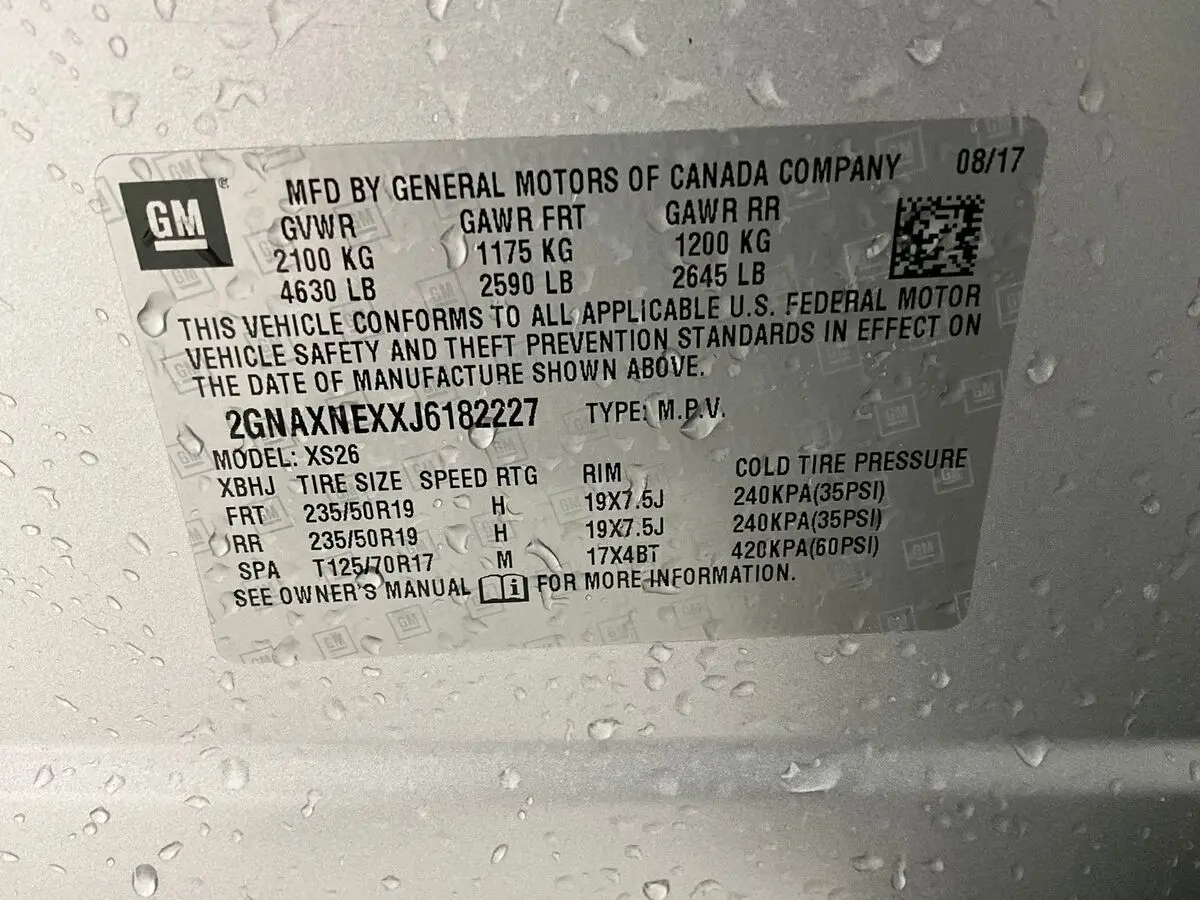 GM
MFD BY GENERAL MOTORS OF CANADA COMPANY 08/17
GVWR GAWR FRT GAWR RR
2100 KG 1175 KG 1200 KG
4630 LB 2590 LB 2645 LB
THIS VEHICLE CONFORMS TO ALL APPLICABLE U.S. FEDERAL MOTOR
VEHICLE SAFETY AND THEFT PREVENTION STANDARDS IN EFFECT ON
THE DATE OF MANUFACTURE SHOWN ABOVE.
2GNAXNEXXJ6182227 TYPE: M.P.V.
MODEL: XS26
XBHJ TIRE SIZE SPEED RTG RIM COLD TIRE PRESSURE
FRT 235/50R19 H 19X7.5J 240KPA(35PSI)
RR 235/50R19 H 19X7.5J 240KPA(35PSI)
SPA T125/70R17 M 17X4BT 420KPA(60PSI)
SEE OWNER'S MANUAL FOR MORE INFORMATION.